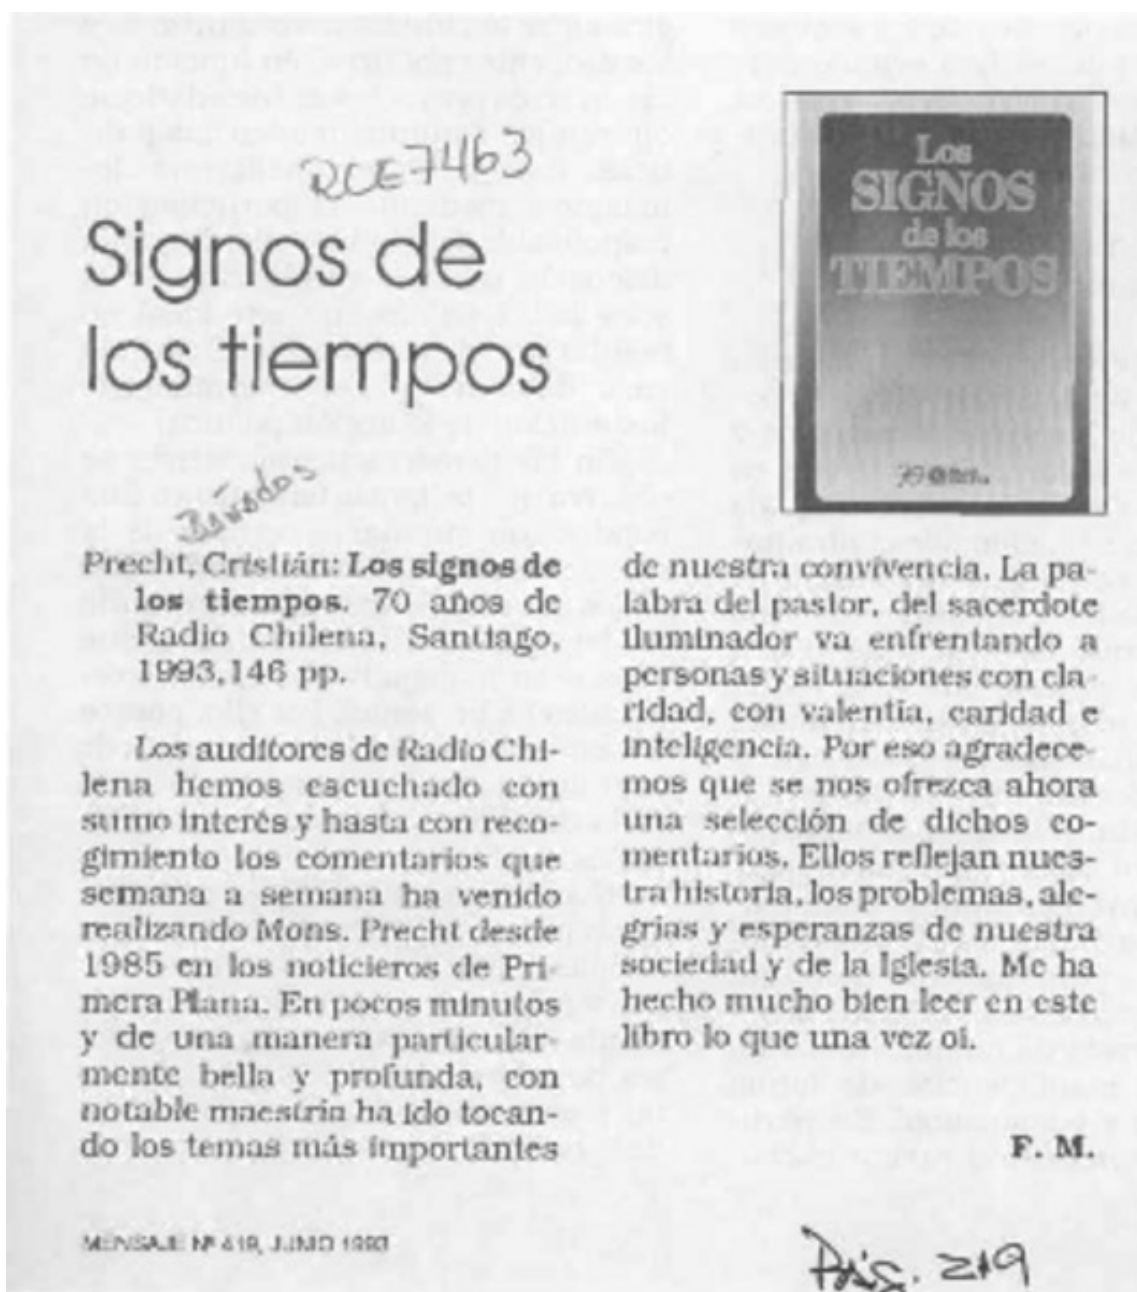 RCE7463
Signos de
los tiempos
Los
SIGNOS
de los
TIEMPOS
Bañados
Precht, Cristián: Los signos de
los tiempos. 70 años de
Radio Chilena, Santiago,
1993, 146 pp.
Los auditores de Radio Chi-
lena hemos escuchado con
sumo interés y hasta con reco-
gimiento los comentarios que
semana a semana ha venido
realizando Mons. Precht desde
1985 en los noticieros de Pri-
mera Plana. En pocos minutos
y de una manera particular-
mente bella y profunda, con
notable maestría ha ido tocan-
do los temas más importantes
de nuestra convivencia. La pa-
labra del pastor, del sacerdote
iluminador va enfrentando a
personas y situaciones con cla-
ridad, con valentía, caridad e
inteligencia. Por eso agradece-
mos que se nos ofrezca ahora
una selección de dichos co-
mentarios. Ellos reflejan nues-
tra historia, los problemas, ale-
grías y esperanzas de nuestra
sociedad y de la Iglesia. Me ha
hecho mucho bien leer en este
libro lo que una vez oí.
F. M.
MENSAJE Nº 419, JUNIO 1993
Pág. 219